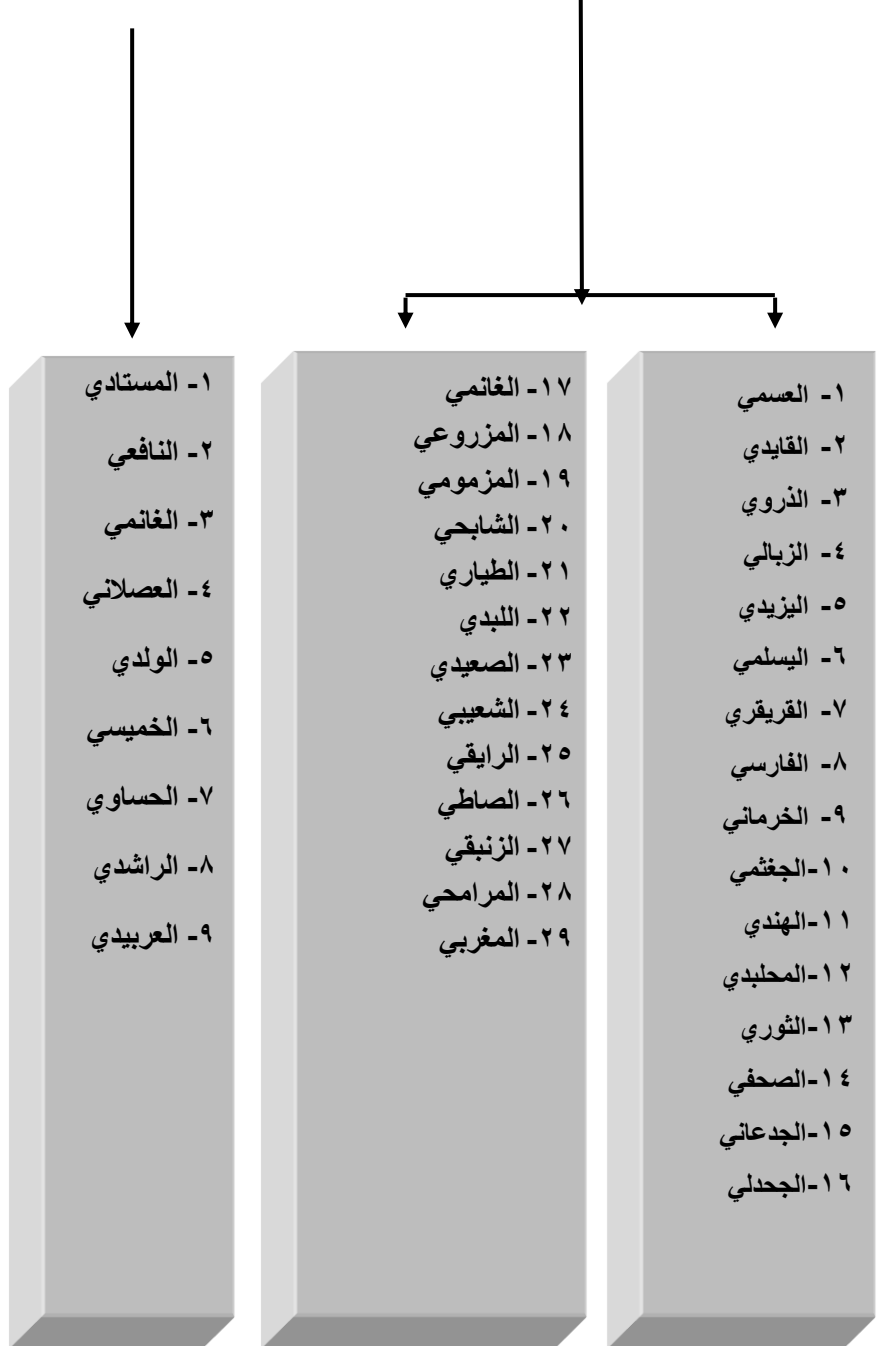 ١- العسمي
٢- القايدي
٣- الذروي
٤- الزبالي
٥- اليزيدي
٦- اليسلمي
٧- القريقري
٨- الفارسي
٩- الخرماني
١٠-الجغثمي
١١-الهندي
١٢-المحلبدي
١٣-الثوري
١٤-الصحفي
١٥-الجدعاني
١٦-الجحدلي
١٧- الغانمي
١٨- المزروعي
١٩- المزمومي
٢٠- الشابحي
٢١- الطياري
٢٢- اللبدي
٢٣- الصعيدي
٢٤- الشعيبي
٢٥- الرايقي
٢٦- الصاطي
٢٧- الزنبقي
٢٨- المرامحي
٢٩- المغربي
١- المستادي
٢- النافعي
٣- الغانمي
٤- العصلاني
٥- الولدي
٦- الخميسي
٧- الحساوي
٨- الراشدي
٩- العربيدي